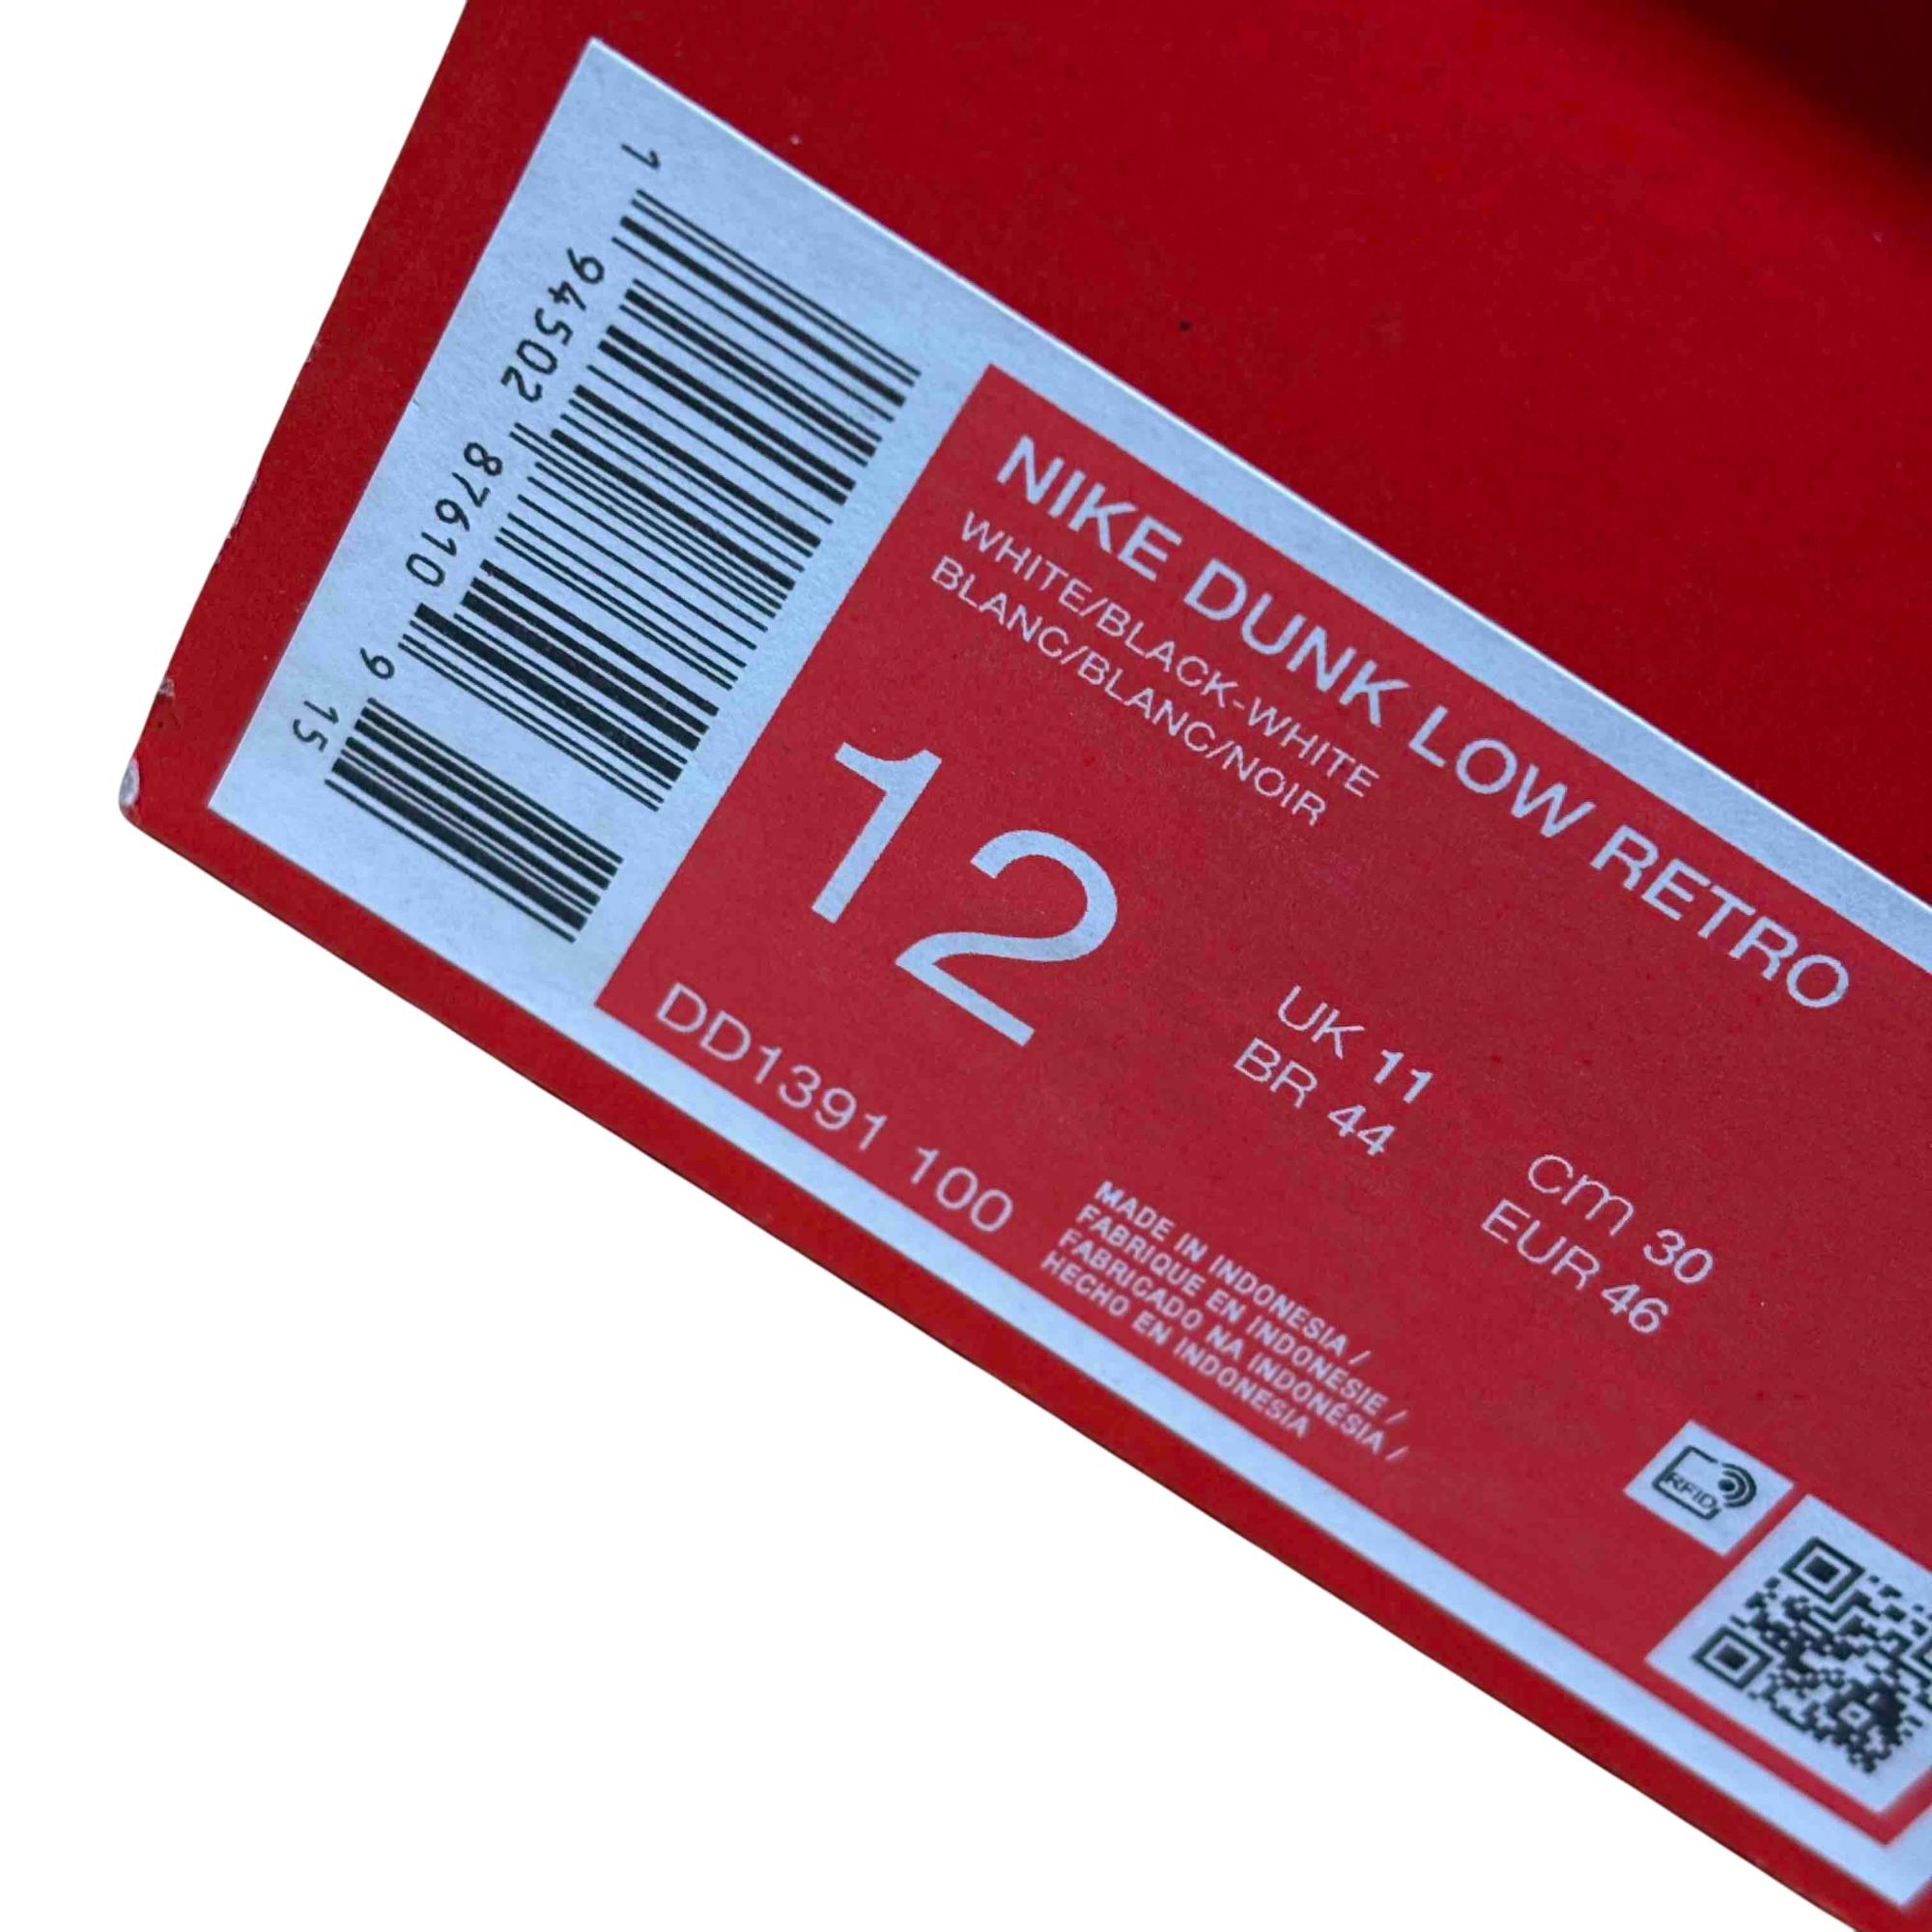 1 94502 87610 9 15
NIKE DUNK LOW RETRO
WHITE/BLACK-WHITE
BLANC/BLANC/NOIR
12
UK 11
BR 44
cm 30
EUR 46
DD1391 100
MADE IN INDONESIA /
FABRIQUE EN INDONESIE /
FABRICADO NA INDONÉSIA /
HECHO EN INDONESIA
RFID